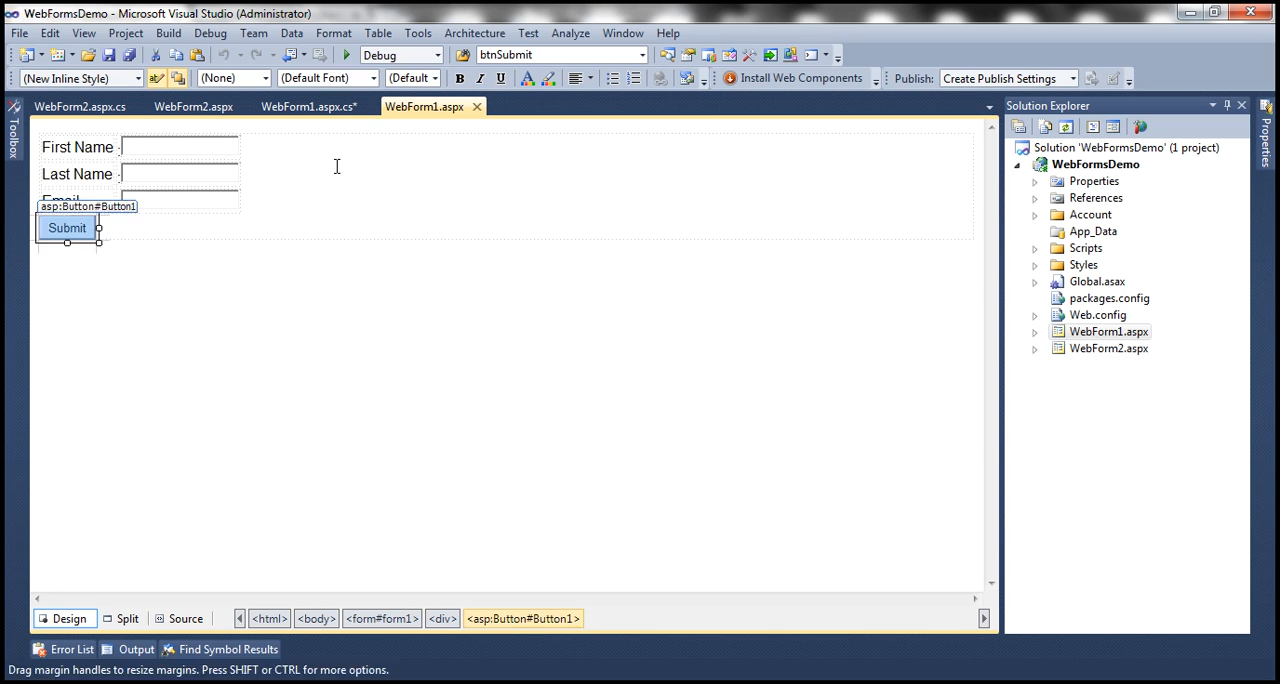 WebFormsDemo - Microsoft Visual Studio (Administrator)
File Edit View Project Build Debug Team Data Format Table Tools Architecture Test Analyze Window Help
Debug btnSubmit
(New Inline Style) (None) (Default Font) (Default B I U A Install Web Components Publish: Create Publish Settings
WebForm2.aspx.cs WebForm2.aspx WebForm1.aspx.cs* WebForm1.aspx
Solution Explorer
Toolbox
Properties
First Name :
Last Name :
Email
asp:Button#Button1
Submit
Solution 'WebFormsDemo' (1 project)
WebFormsDemo
Properties
References
Account
App_Data
Scripts
Styles
Global.asax
packages.config
Web.config
WebForm1.aspx
WebForm2.aspx
Design Split Source <html> <body> <form#form1> <div> <asp:Button#Button1>
Error List Output Find Symbol Results
Drag margin handles to resize margins. Press SHIFT or CTRL for more options.